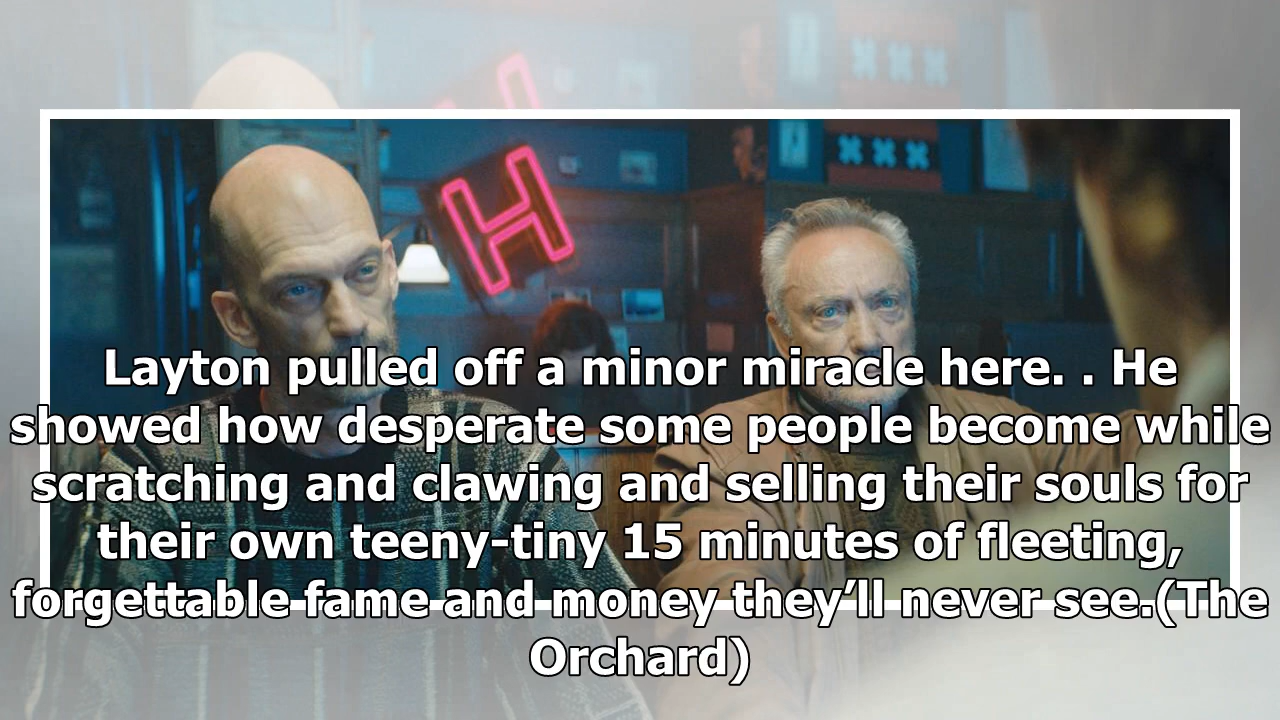 H
Layton pulled off a minor miracle here. . He
showed how desperate some people become while
scratching and clawing and selling their souls for
their own teeny-tiny 15 minutes of fleeting,
forgettable fame and money they’ll never see.(The
Orchard)